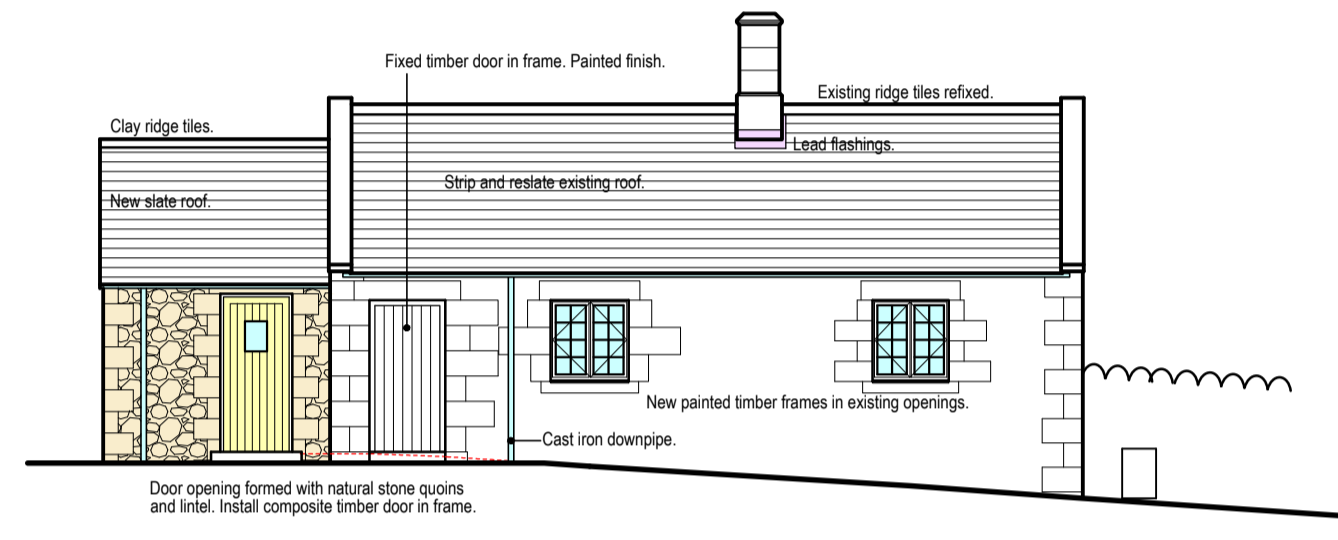 Fixed timber door in frame. Painted finish.
Existing ridge tiles refixed.
Clay ridge tiles.
Lead flashings.
Strip and reslate existing roof.
New slate roof.
New painted timber frames in existing openings.
Cast iron downpipe.
Door opening formed with natural stone quoins
and lintel. Install composite timber door in frame.